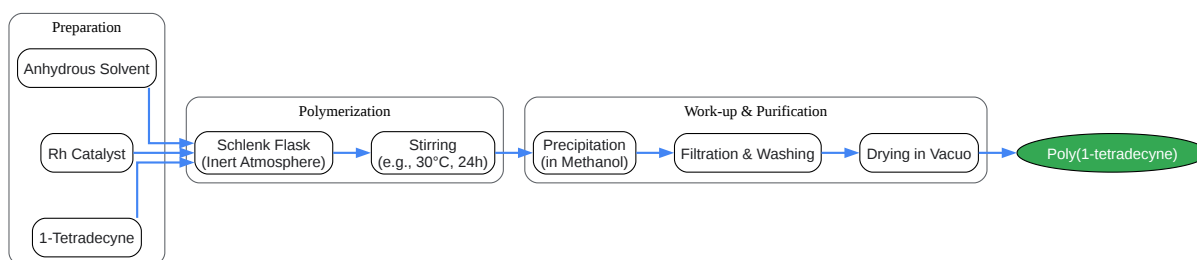 Preparation
Anhydrous Solvent
Rh Catalyst
1-Tetradecyne
Polymerization
Schlenk Flask
(Inert Atmosphere)
Stirring
(e.g., 30°C, 24h)
Work-up & Purification
Precipitation
(in Methanol)
Filtration & Washing
Drying in Vacuo
Poly(1-tetradecyne)